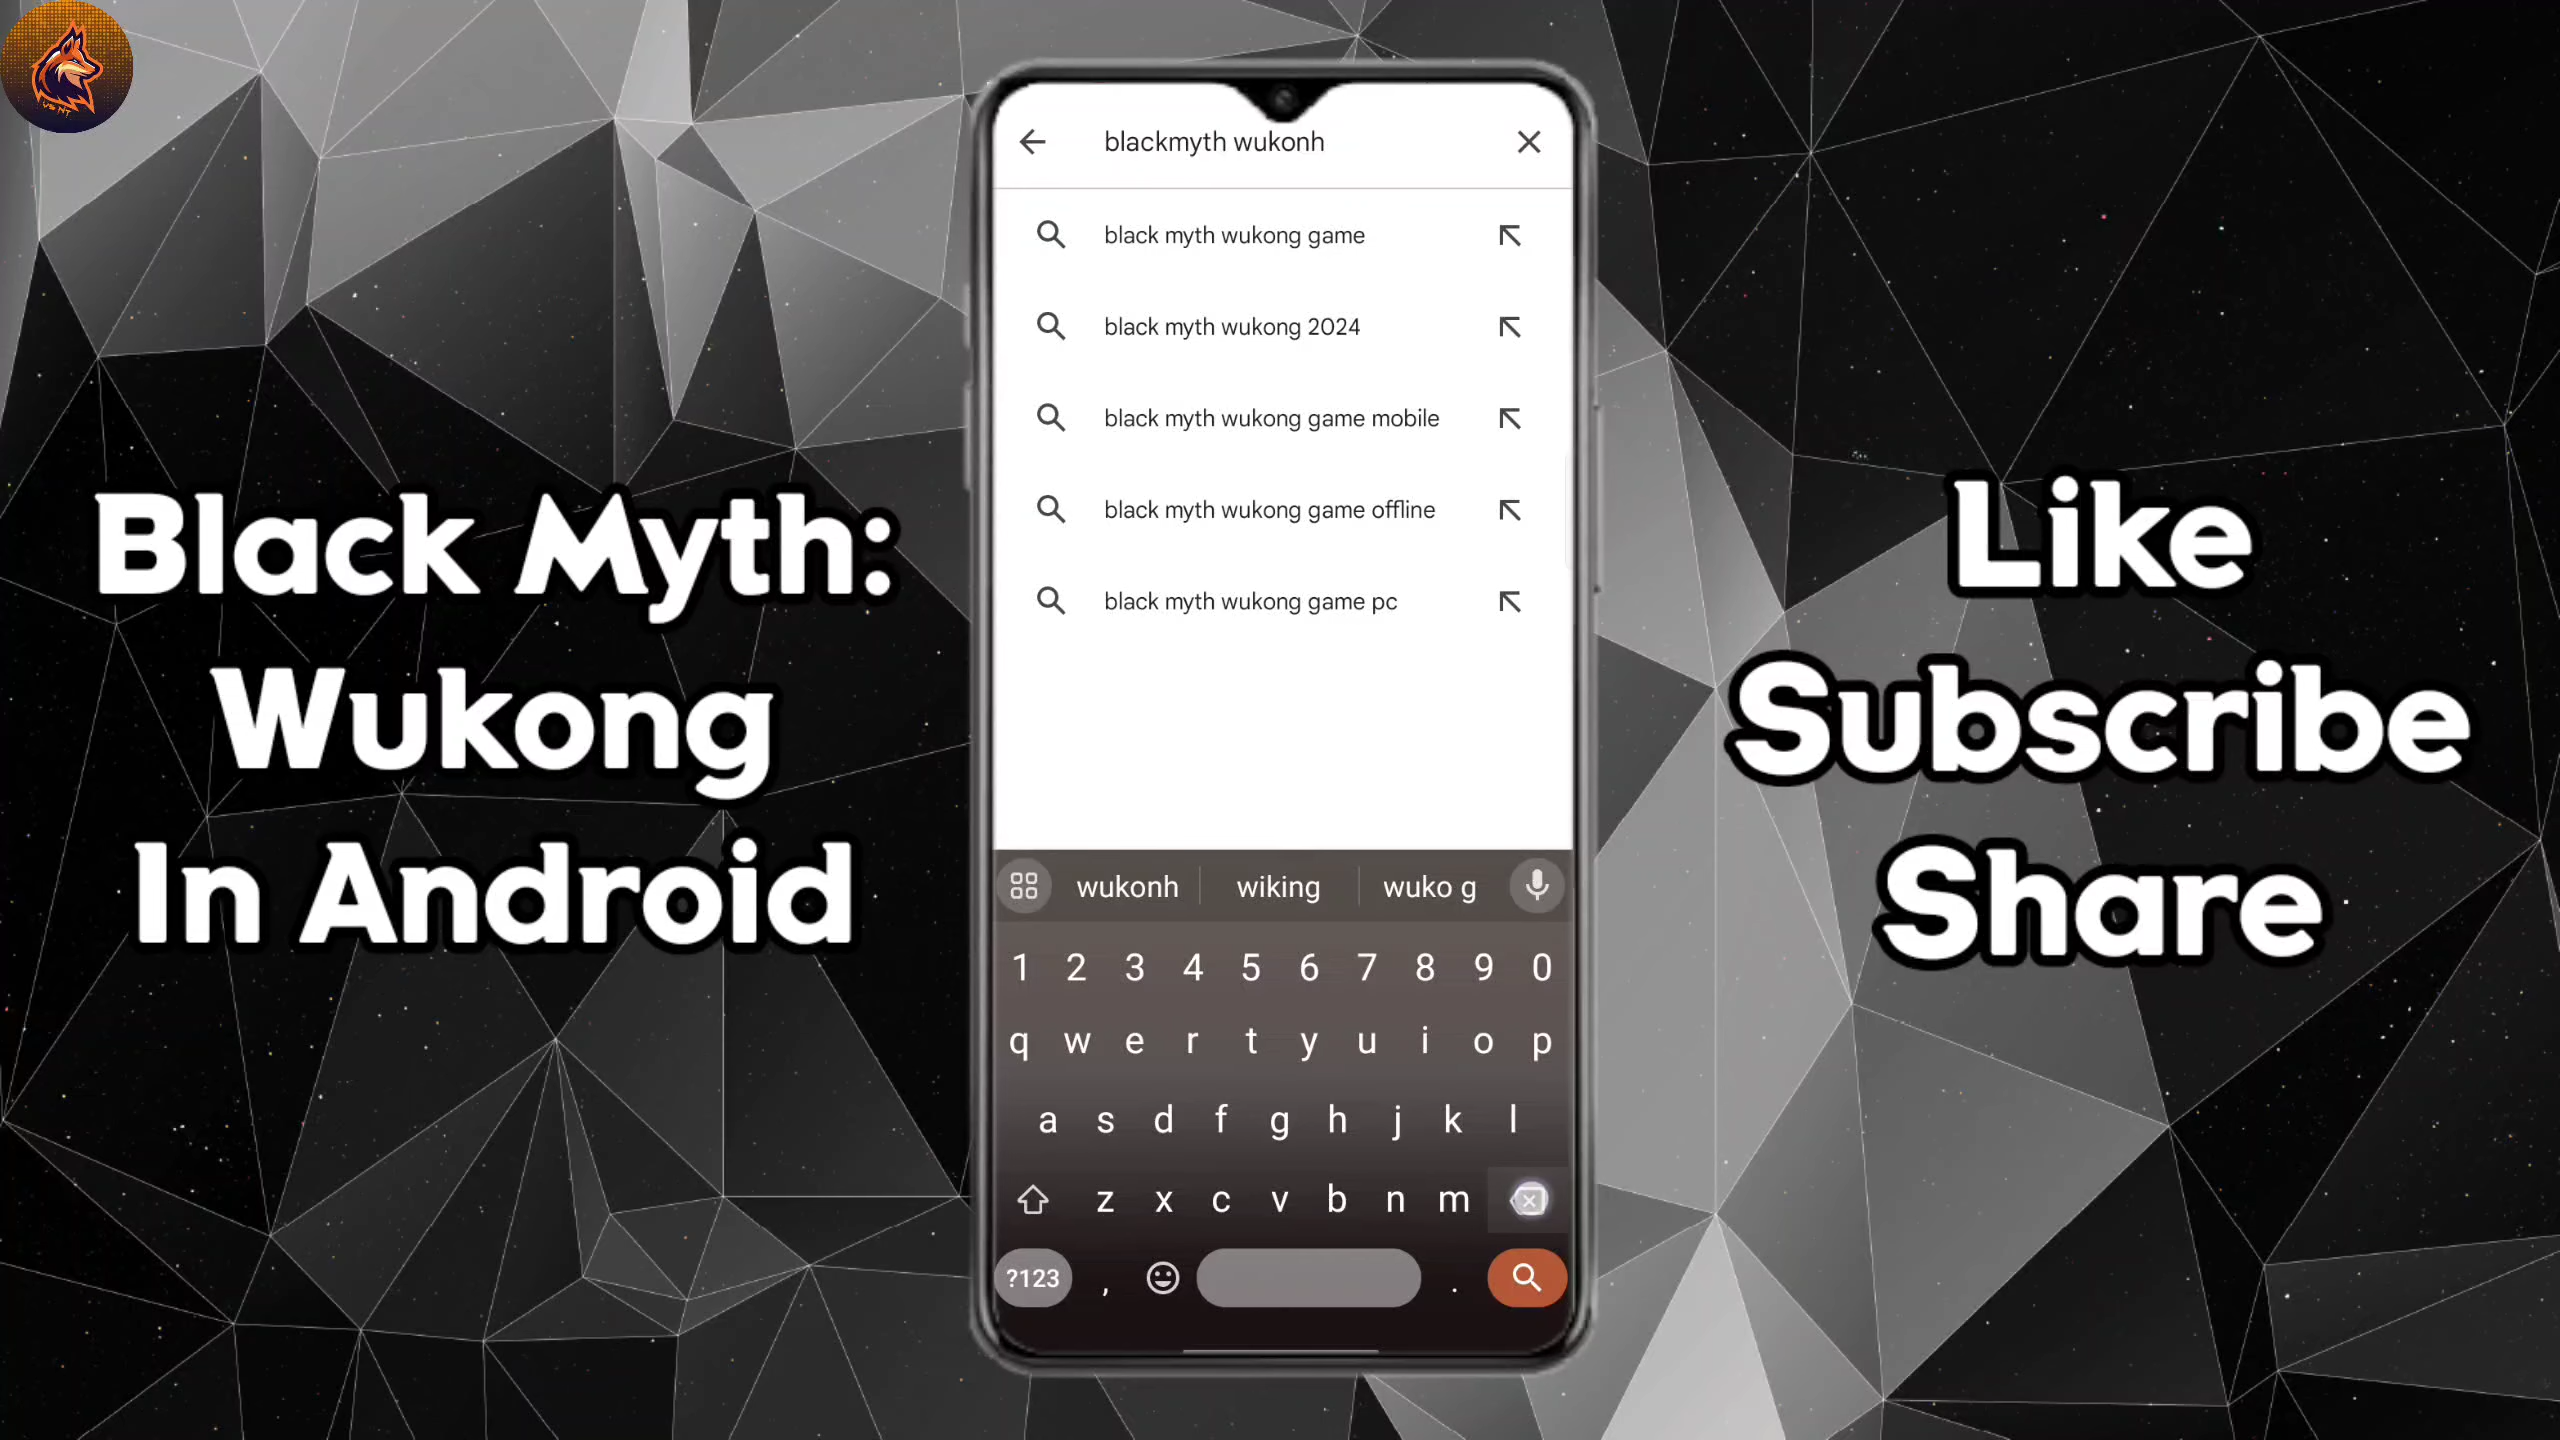 Black Myth:
Wukong
In Android
blackmyth wukonh
black myth wukong game
black myth wukong 2024
black myth wukong game mobile
black myth wukong game offline
black myth wukong game pc
wukonh wiking wuko g
1 2 3 4 5 6 7 8 9 0
q w e r t y u i o p
a s d f g h j k l
z x c v b n m
?123 , .
Like
Subscribe
Share